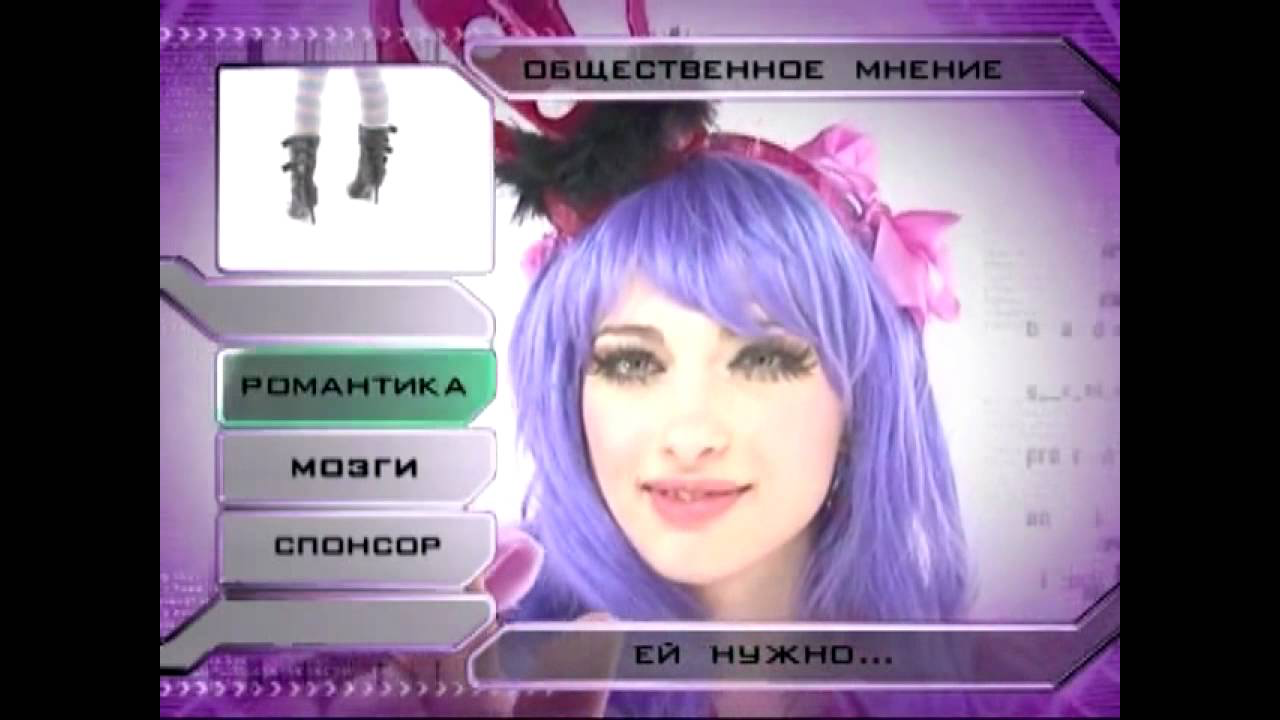 ОБЩЕСТВЕННОЕ МНЕНИЕ
РОМАНТИКА
МОЗГИ
СПОНСОР
ЕЙ НУЖНО...